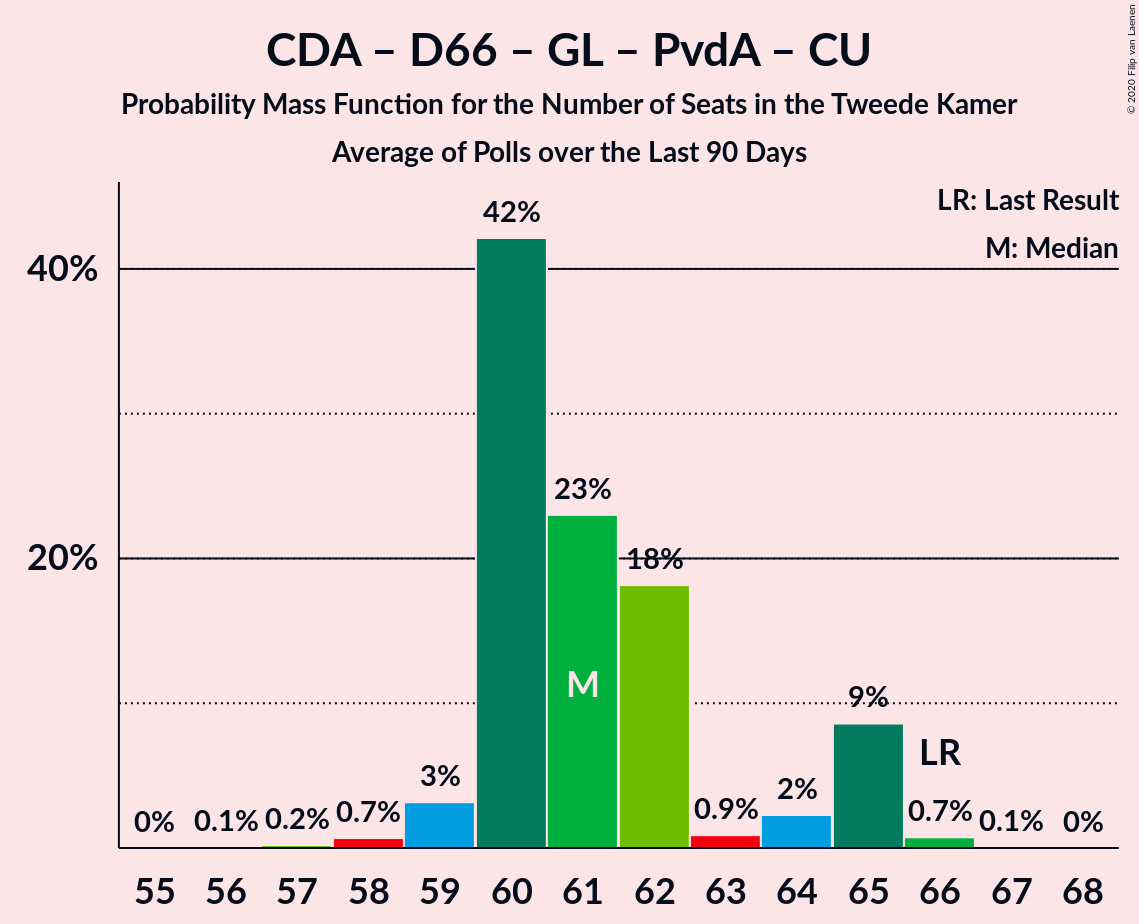 CDA – D66 – GL – PvdA – CU
Probability Mass Function for the Number of Seats in the Tweede Kamer
Average of Polls over the Last 90 Days
© 2020 Filip van Laenen
LR: Last Result
M: Median
40%
20%
0%
0.1%
0.2%
0.7%
3%
42%
23%
18%
0.9%
2%
9%
0.7%
0.1%
0%
M
LR
55 56 57 58 59 60 61 62 63 64 65 66 67 68